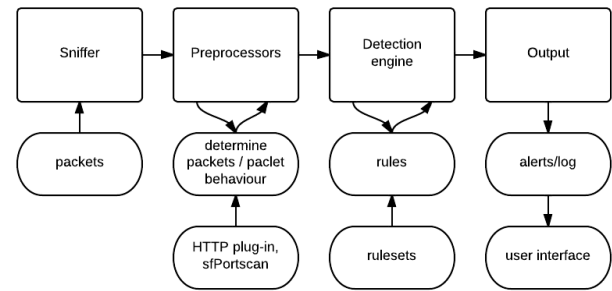 Sniffer
Preprocessors
Detection
engine
Output
packets
determine
packets / paclet
behaviour
rules
alerts/log
HTTP plug-in,
sfPortscan
rulesets
user interface